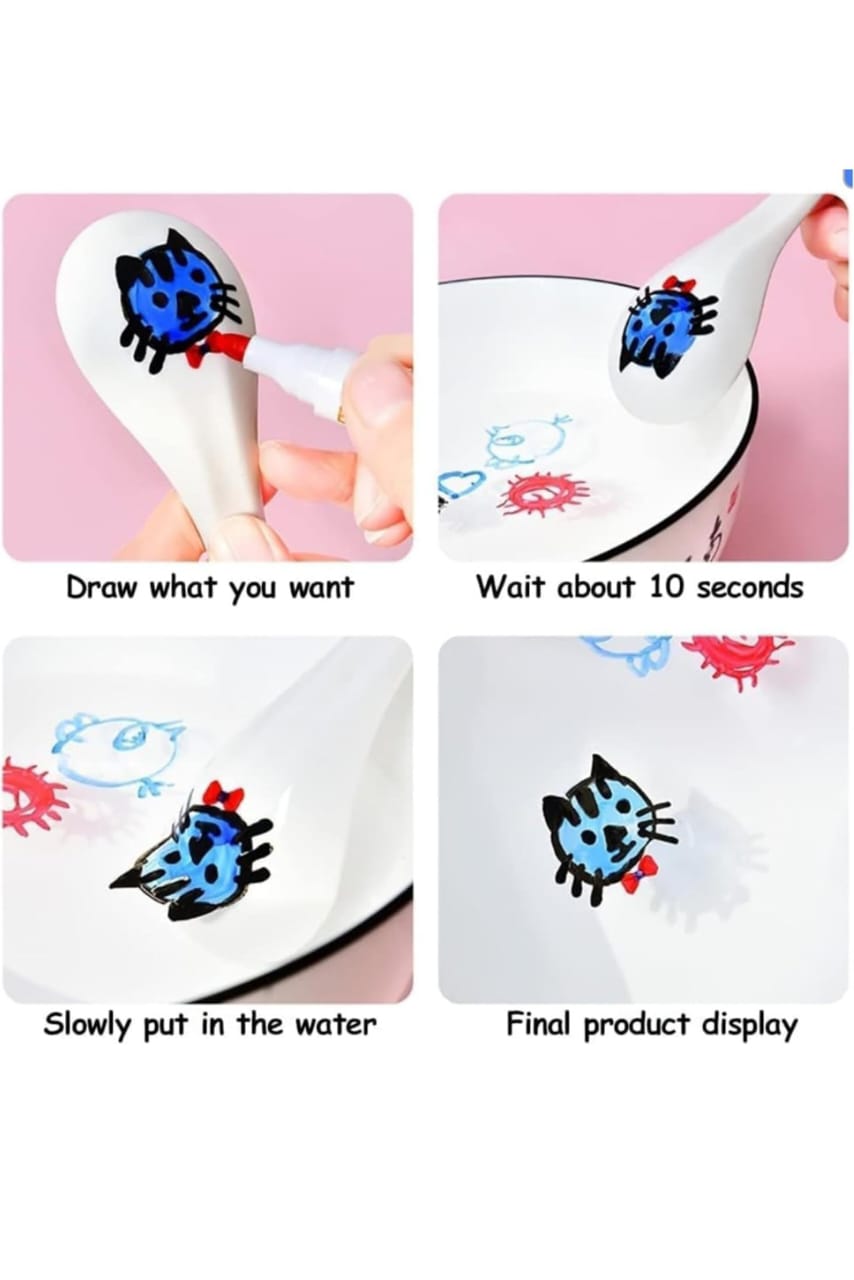 Draw what you want
Wait about 10 seconds
Slowly put in the water
Final product display